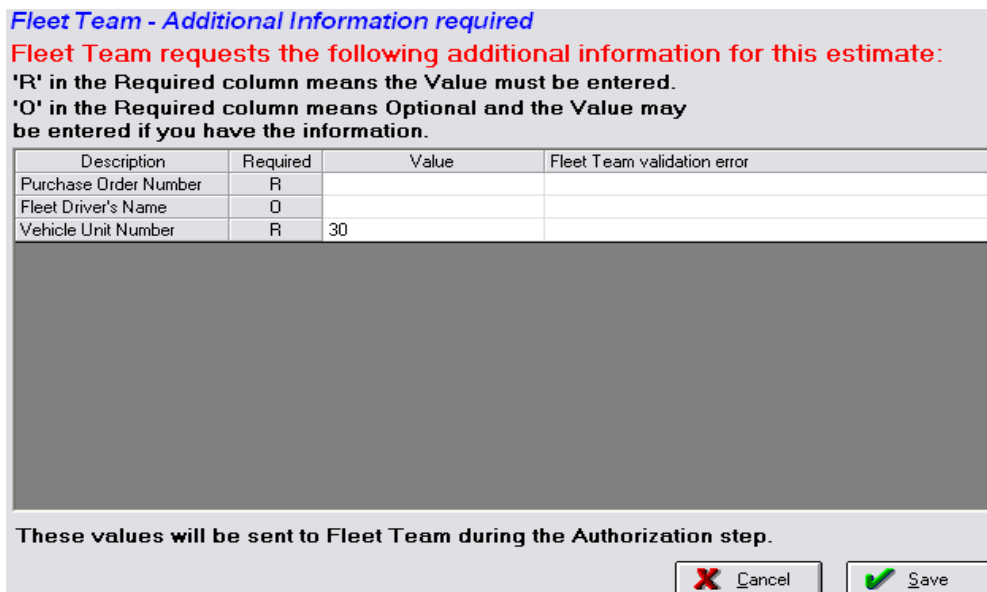 Fleet Team - Additional Information required
Fleet Team requests the following additional information for this estimate:
'R' in the Required column means the Value must be entered.
'O' in the Required column means Optional and the Value may
be entered if you have the information.
Description Required Value Fleet Team validation error
Purchase Order Number R
Fleet Driver's Name O
Vehicle Unit Number R 30
These values will be sent to Fleet Team during the Authorization step.
Cancel Save